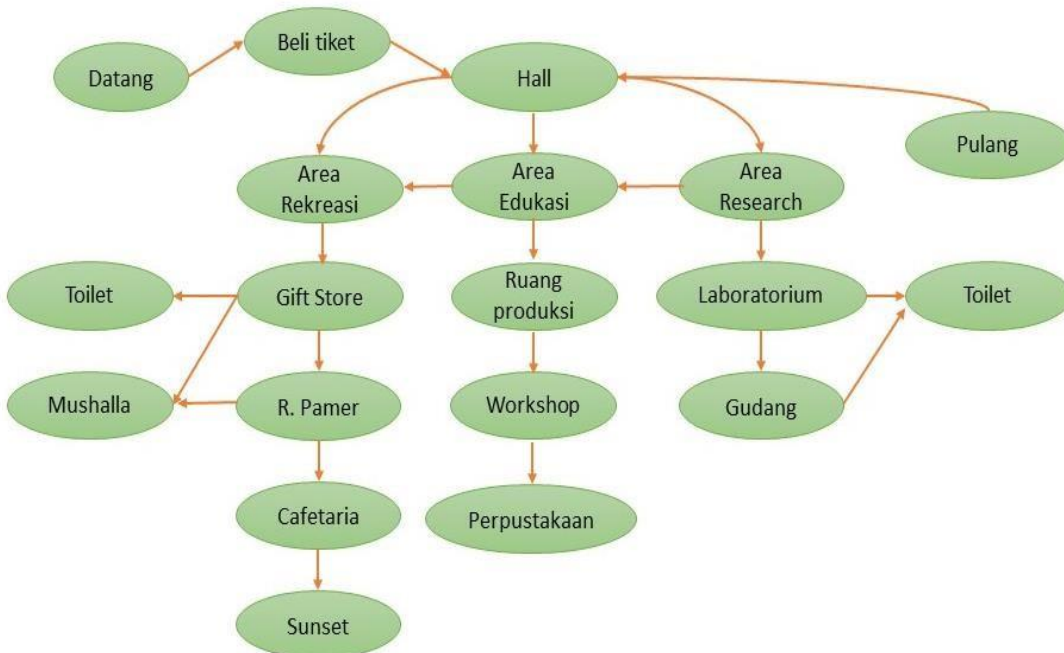 Beli tiket
Datang
Hall
Pulang
Area
Rekreasi
Area
Edukasi
Area
Research
Toilet
Gift Store
Ruang
produksi
Laboratorium
Toilet
Mushalla
R. Pamer
Workshop
Gudang
Cafetaria
Perpustakaan
Sunset